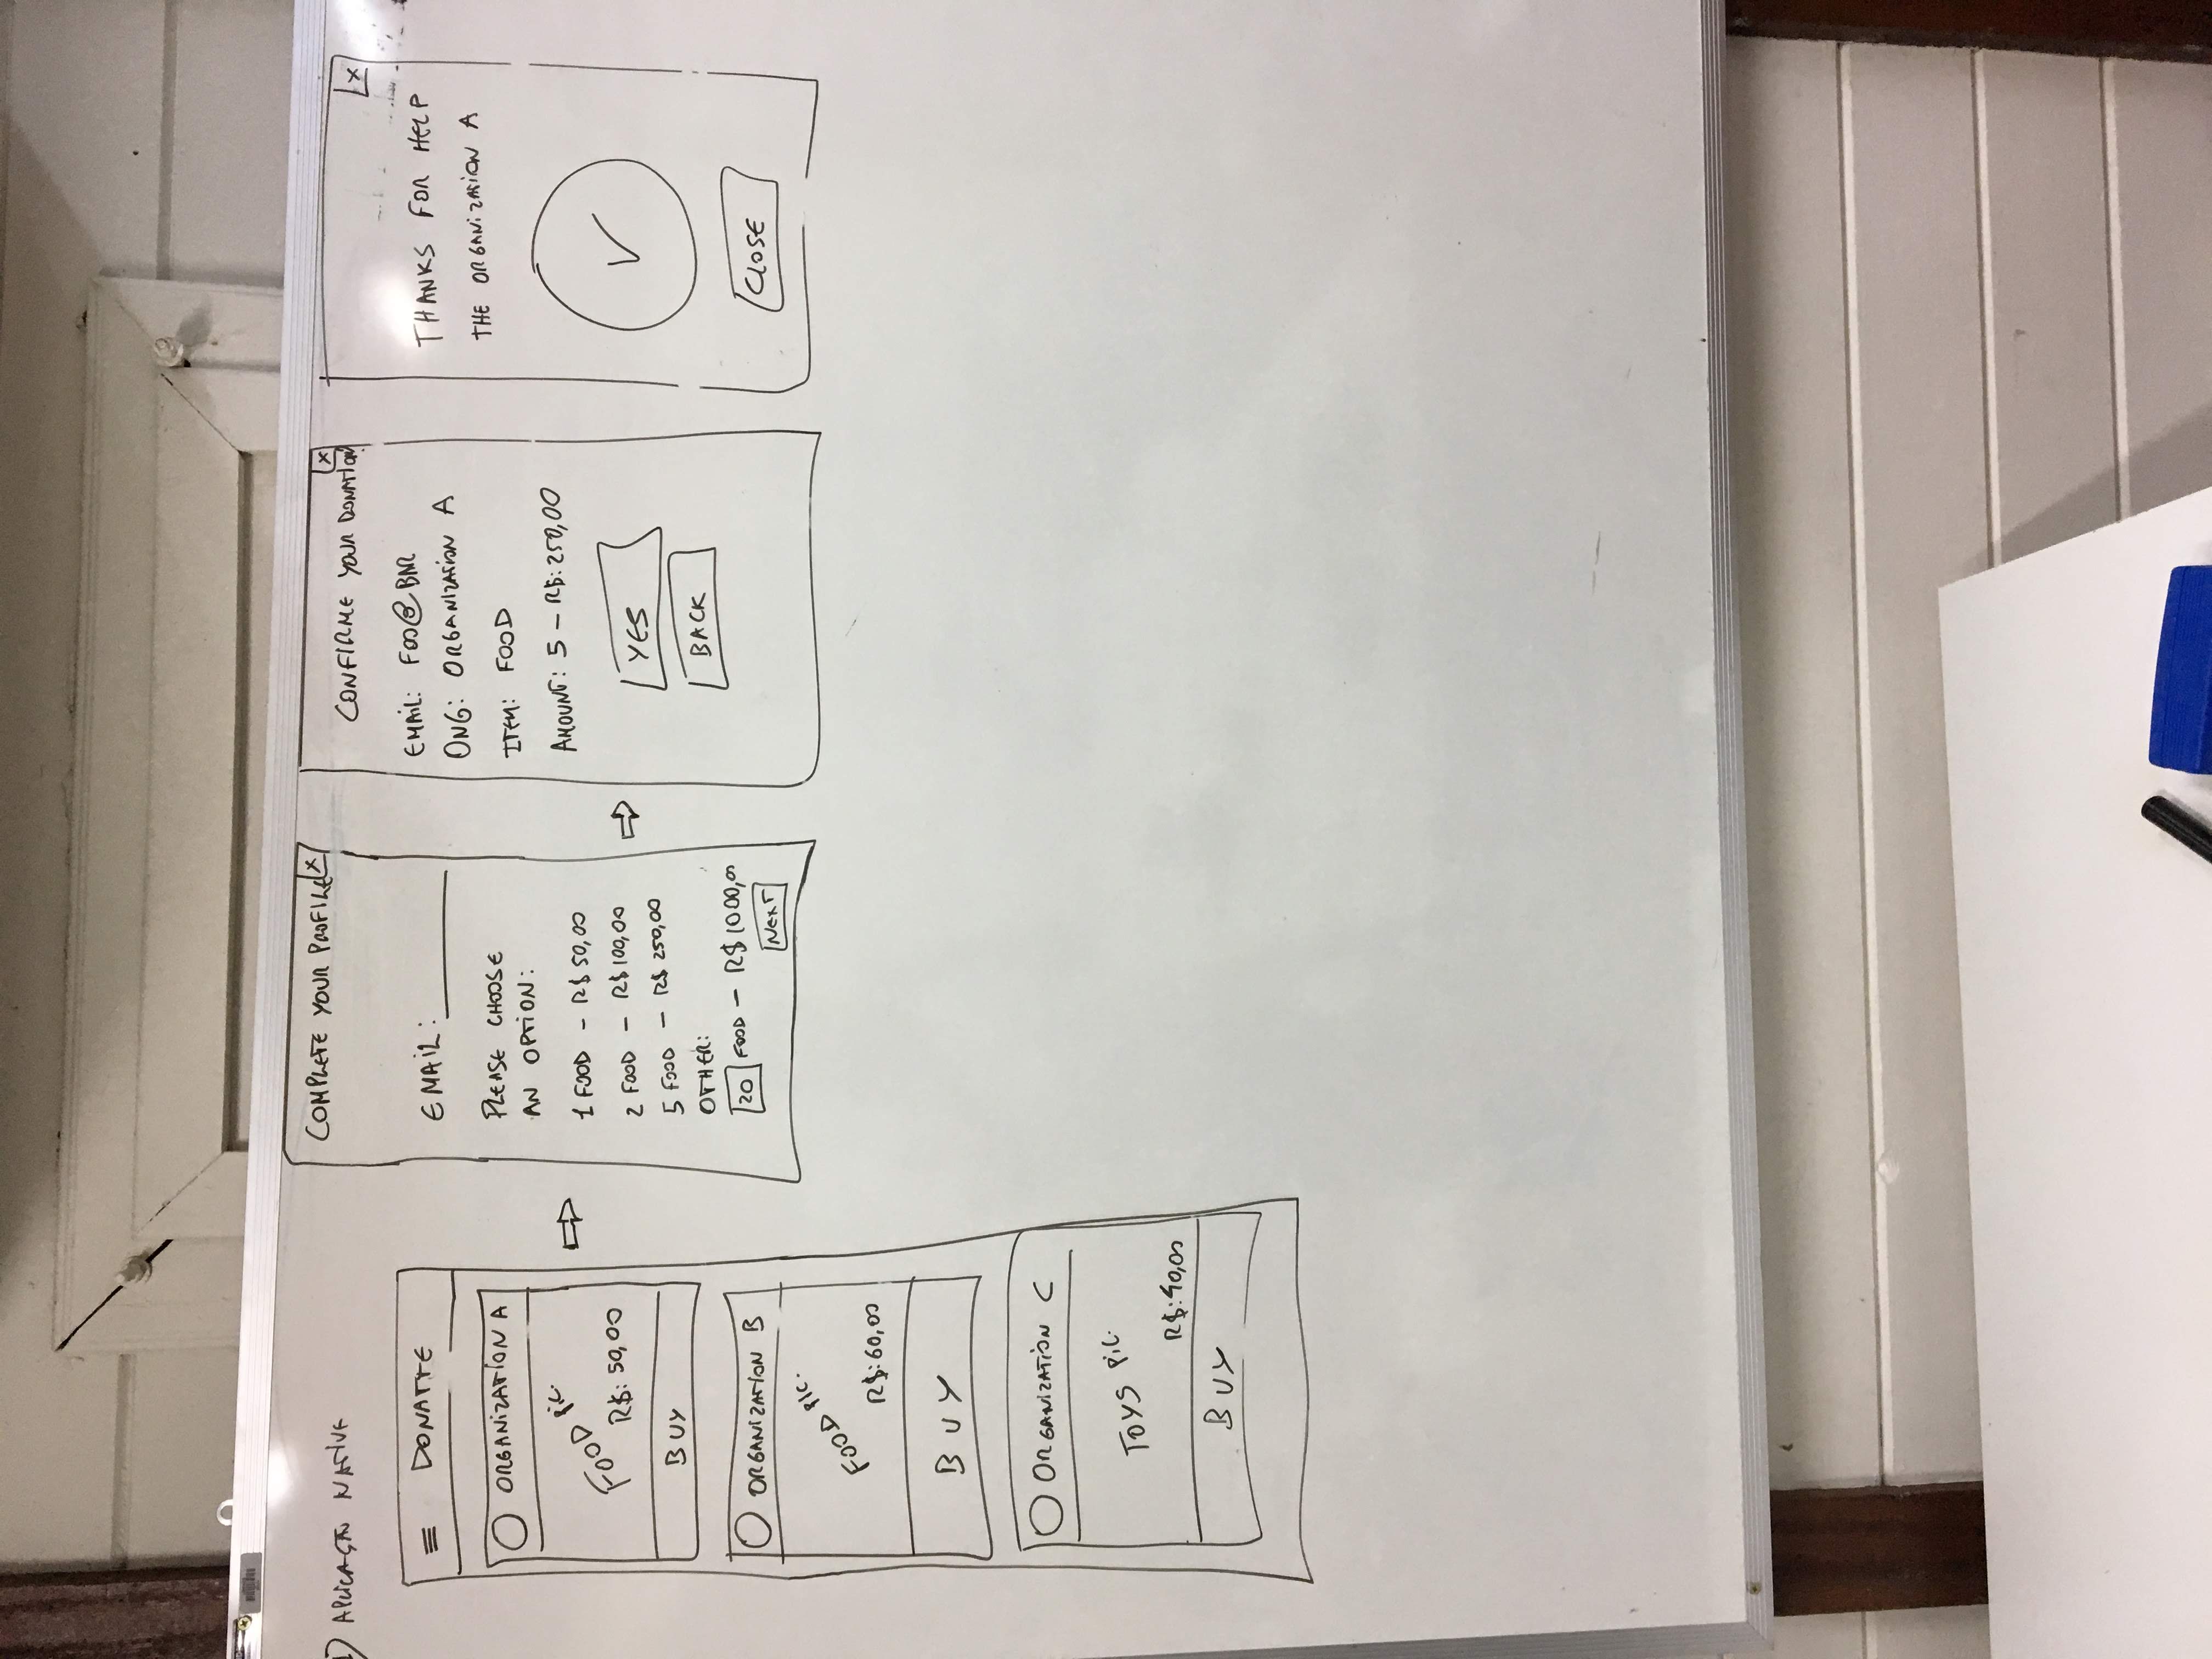 1) APLICAÇÃO NATIVE
≡ DONATTE
ORGANIZATION A
FOOD PIC.
R$: 50,00
BUY
ORGANIZATION B
FOOD PIC.
R$: 60,00
BUY
ORGANIZATION C
TOYS PIC.
R$: 40,00
BUY
COMPLETE YOUR PROFILE X
EMAIL: ________
PLEASE CHOOSE
AN OPTION:
1 FOOD - R$ 50,00
2 FOOD - R$ 100,00
5 FOOD - R$ 250,00
OTHER:
20 FOOD - R$ 1000,00
NEXT
X
CONFIRME YOUR DONATION
EMAIL: FOO@BAR
ONG: ORGANIZATION A
ITEM: FOOD
AMOUNT: 5 - R$: 250,00
YES
BACK
X
THANKS FOR HELP
THE ORGANIZATION A
✓
CLOSE